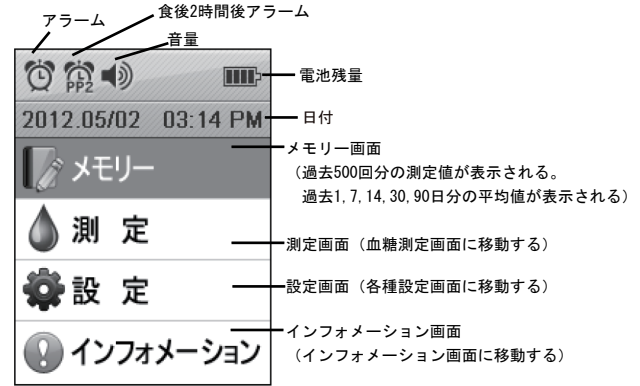 アラーム
食後2時間後アラーム
音量
PP2
電池残量
2012.05/02 03:14 PM
日付
メモリー
メモリー画面
（過去500回分の測定値が表示される。
過去1,7,14,30,90日分の平均値が表示される）
測 定
測定画面（血糖測定画面に移動する）
設 定
設定画面（各種設定画面に移動する）
インフォメーション
インフォメーション画面
（インフォメーション画面に移動する）